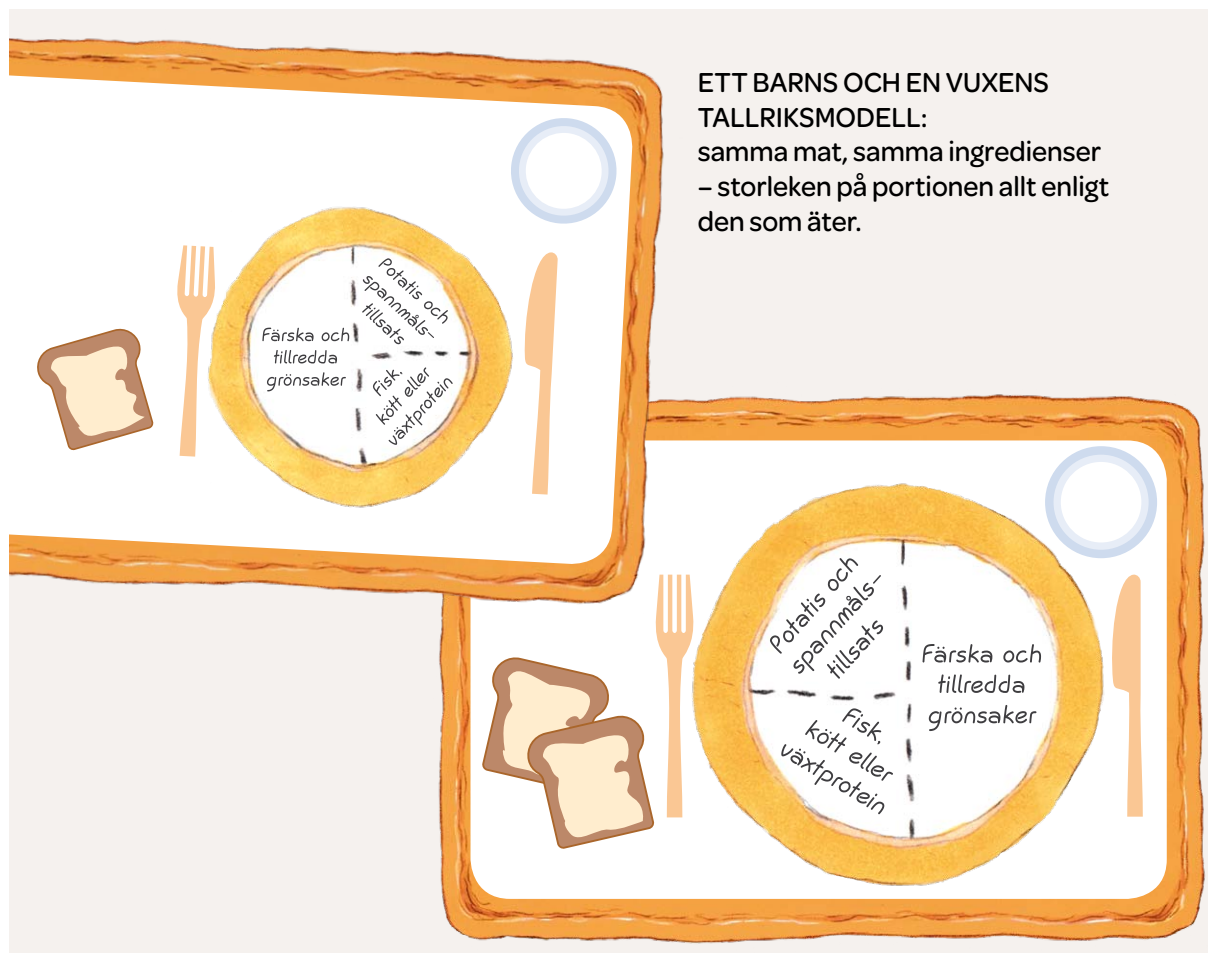 ETT BARNS OCH EN VUXENS
TALLRIKSMODELL:
samma mat, samma ingredienser
– storleken på portionen allt enligt
den som äter.
Färska och
tillredda
grönsaker
Potatis och
spannmåls–
tillsats
Fisk,
kött eller
växtprotein
Potatis och
spannmåls–
tillsats
Färska och
tillredda
grönsaker
Fisk,
kött eller
växtprotein